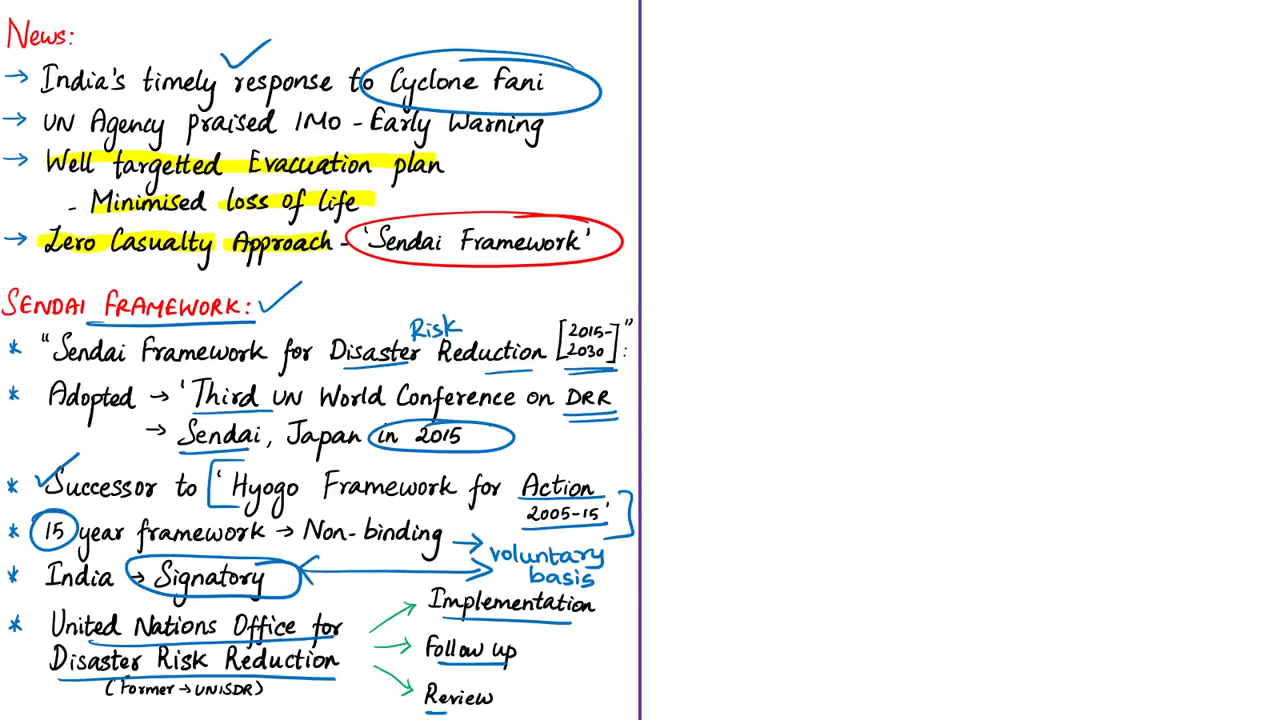 News:
→ India's timely response to Cyclone Fani
→ UN Agency praised IMD - Early Warning
→ Well targetted Evacuation plan
- Minimised loss of life
→ Zero Casualty Approach - 'Sendai Framework'
SENDAI FRAMEWORK:
* "Sendai Framework for Disaster Risk Reduction [2015-2030]":
* Adopted → 'Third UN World Conference on DRR
→ Sendai, Japan in 2015
* Successor to 'Hyogo Framework for Action
2005-15'
* 15 year framework → Non-binding → voluntary basis
* India → Signatory
* United Nations Office for
Disaster Risk Reduction
(Former → UNISDR)
Implementation
Follow up
Review